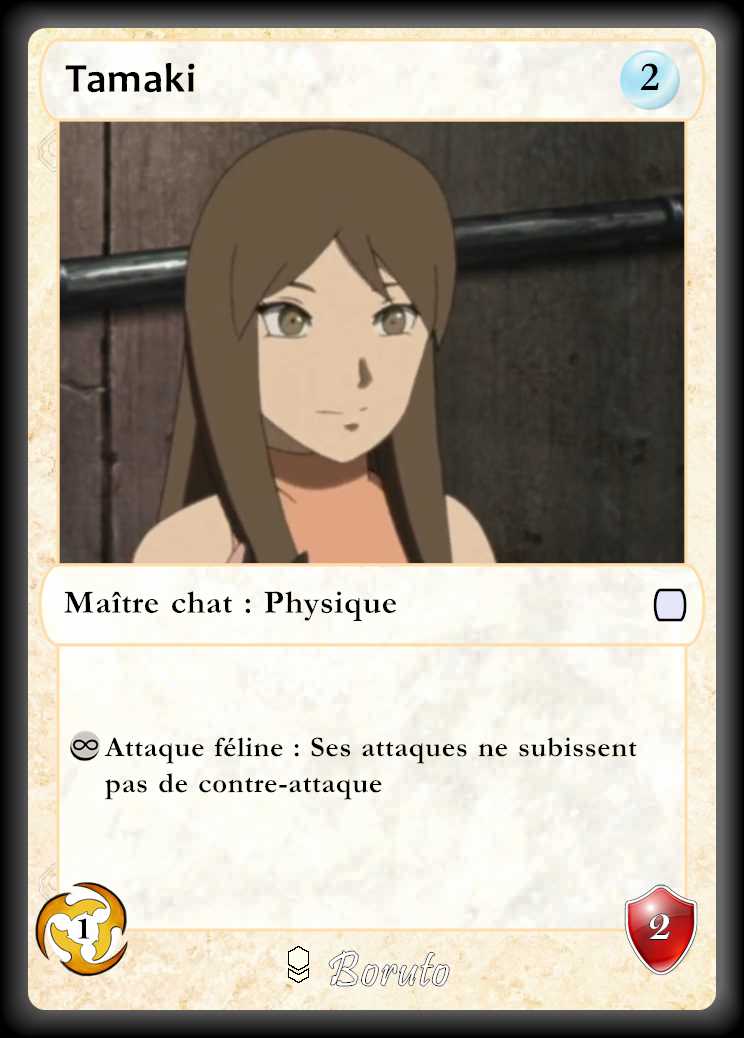 Tamaki
2
Maître chat : Physique
∞ Attaque féline : Ses attaques ne subissent
pas de contre-attaque
1
2
Boruto